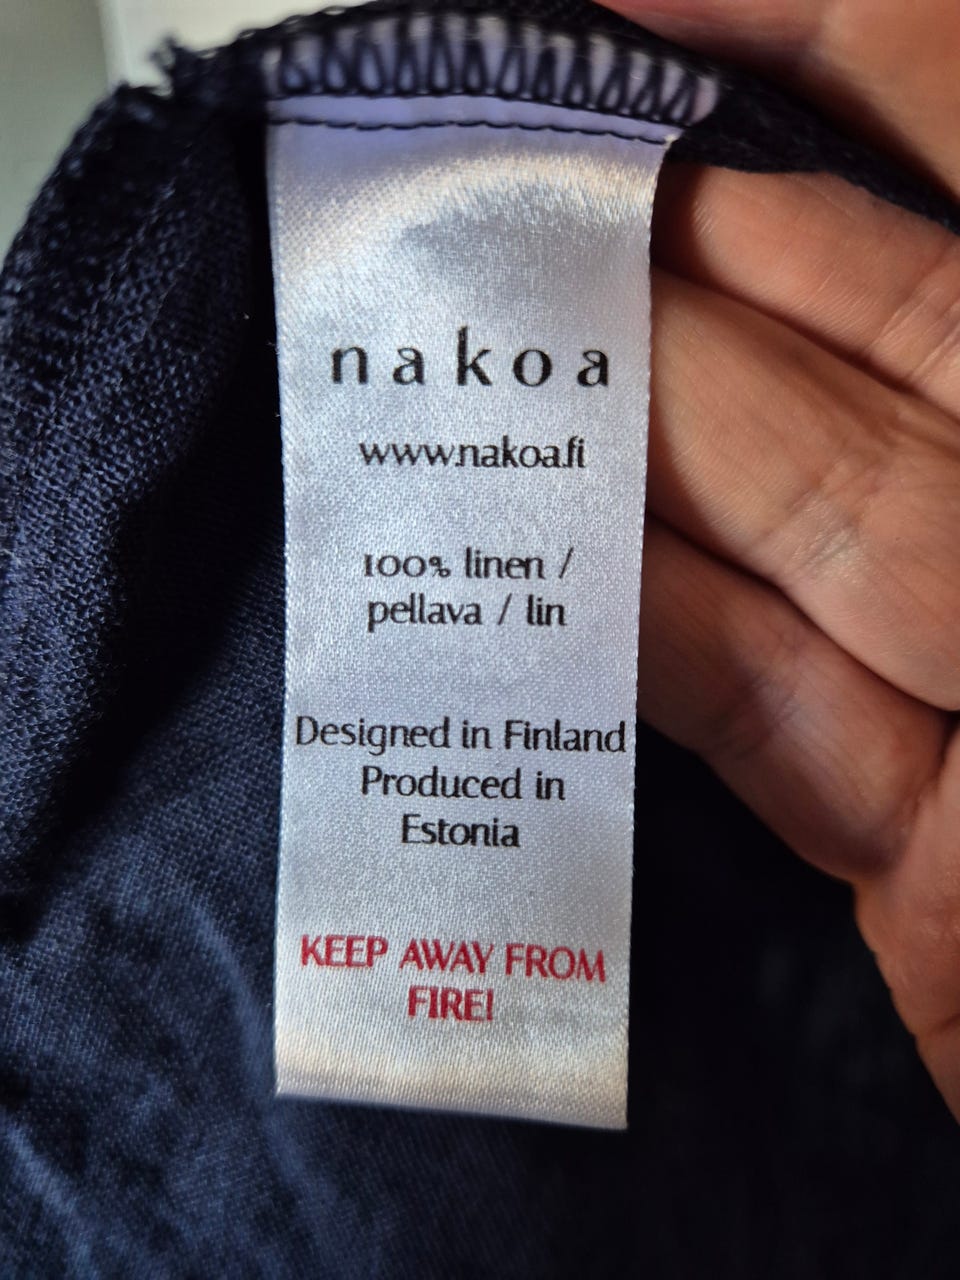 nakoa
www.nakoa.fi
100% linen /
pellava / lin
Designed in Finland
Produced in
Estonia
KEEP AWAY FROM
FIRE!